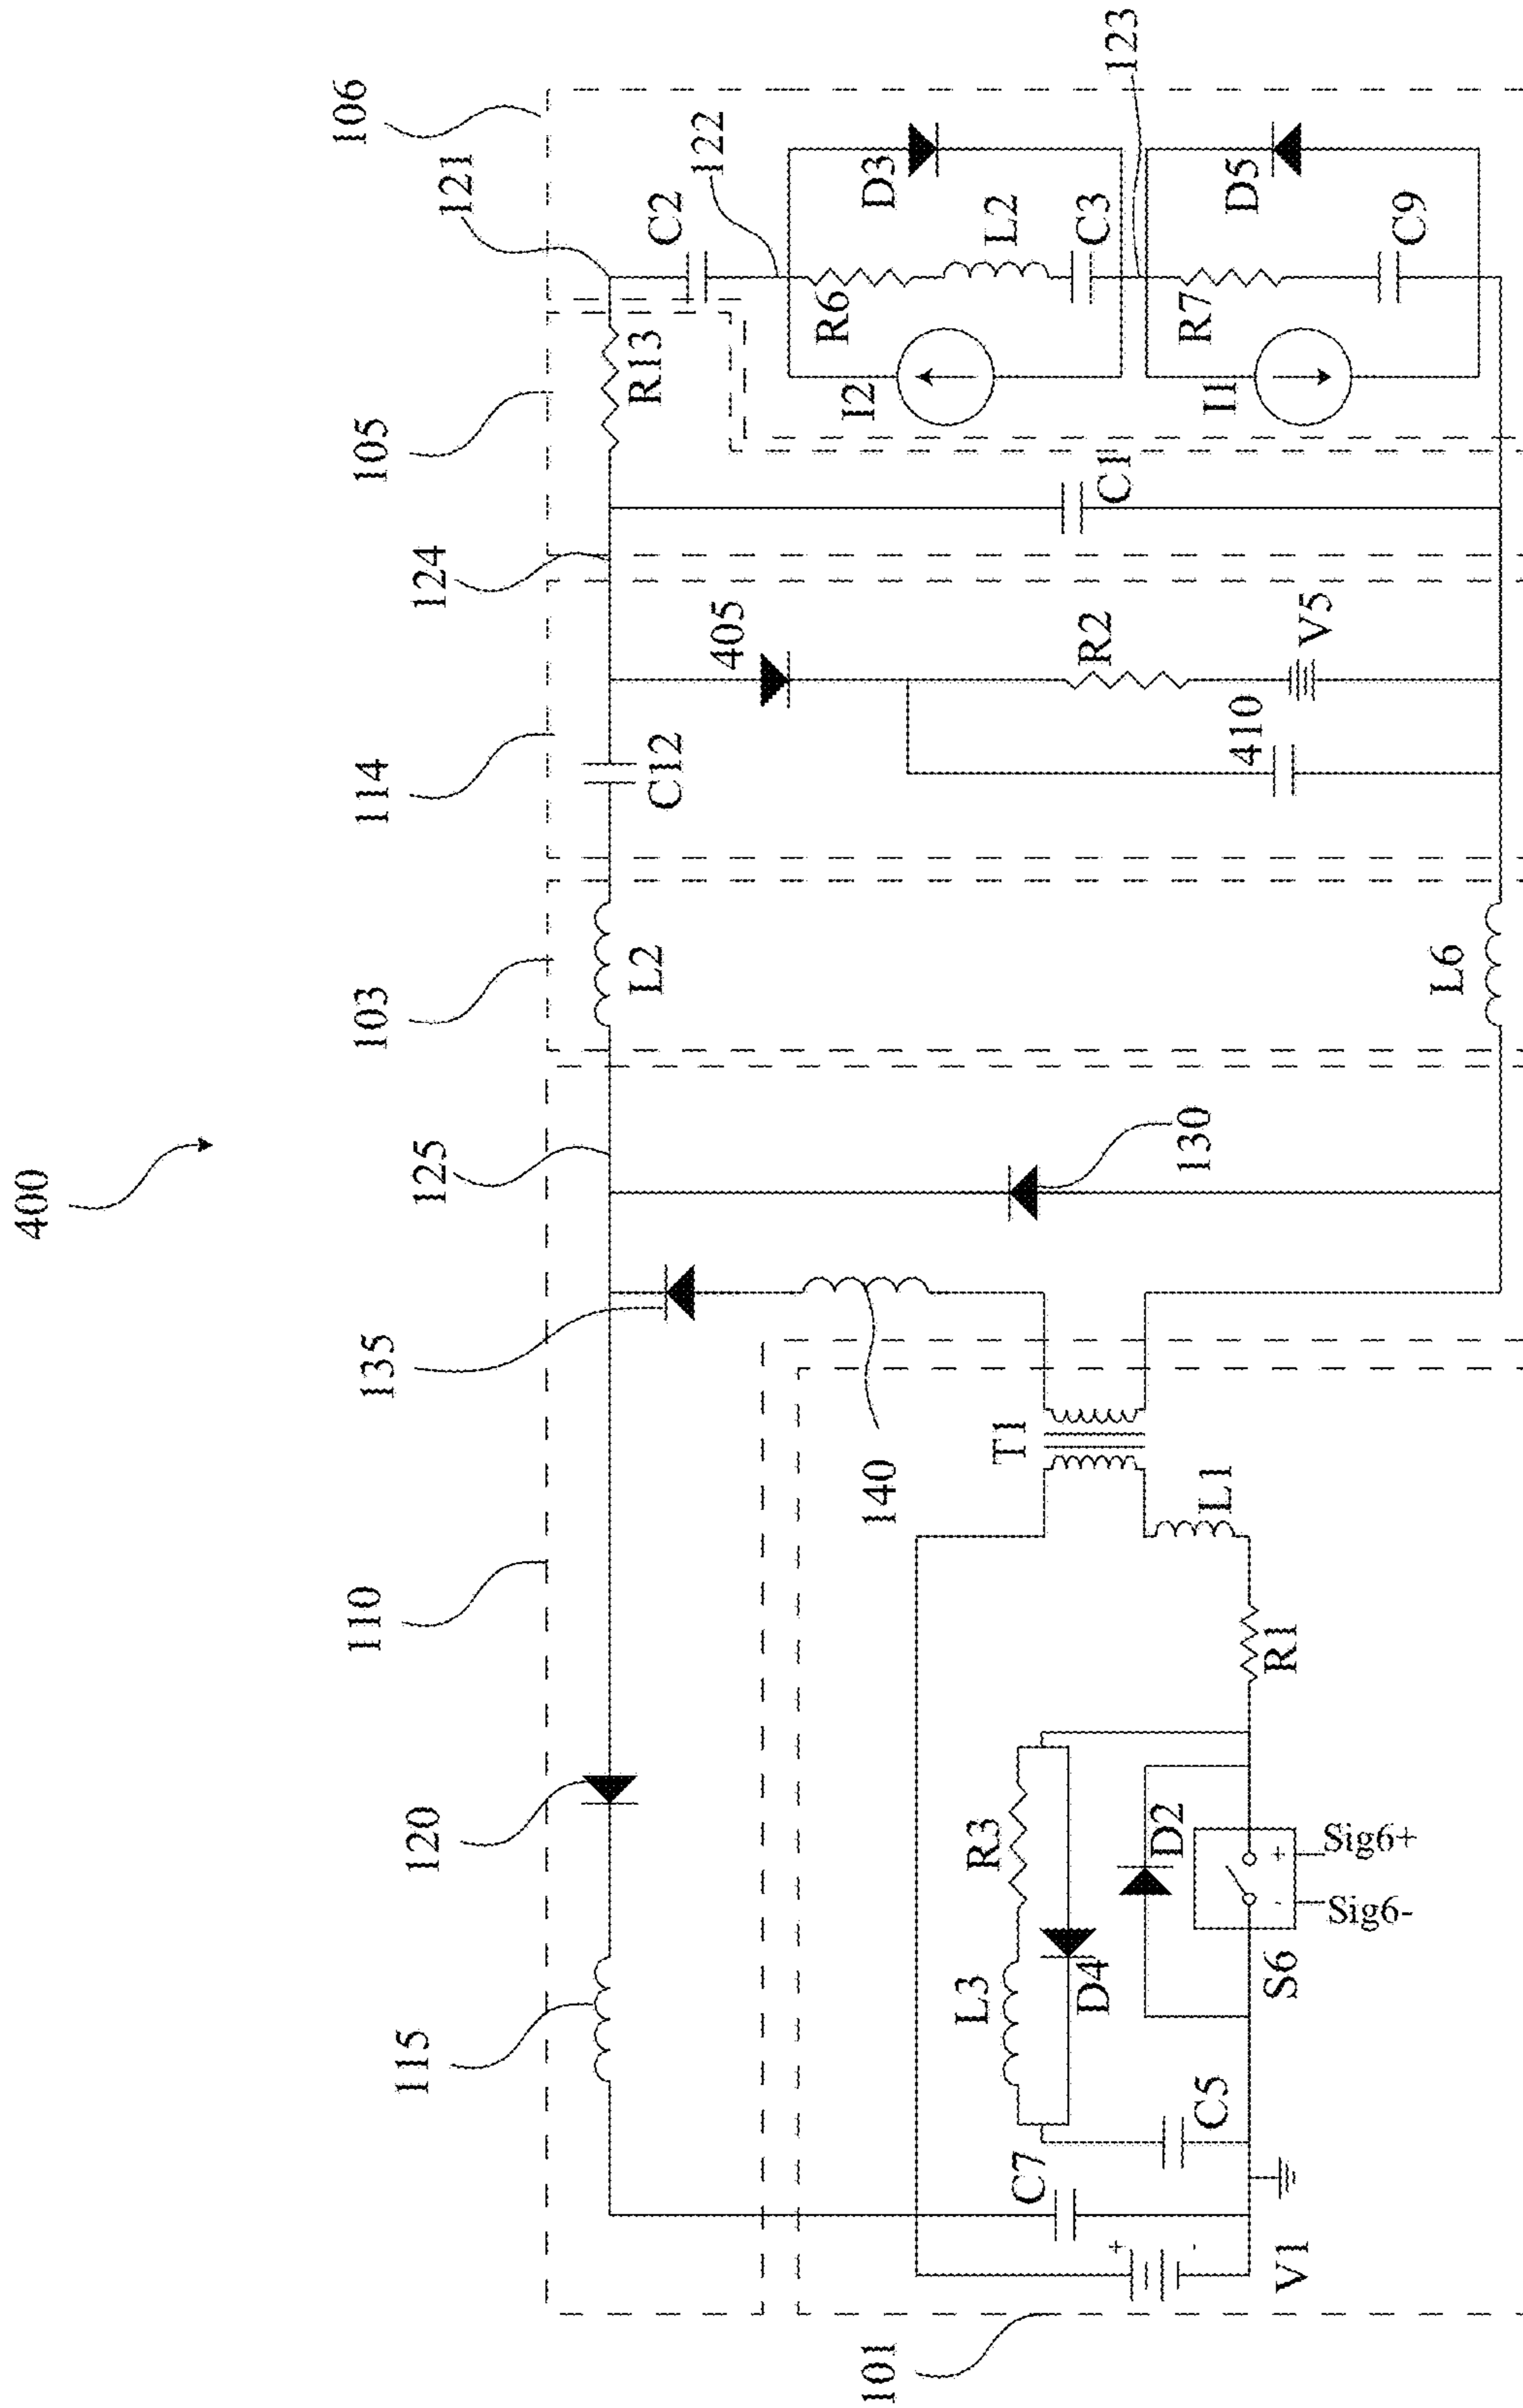 400
106
121
105
124
114
103
125
135
110
120
115
101
122
123
C2
D3
L2
C3
D5
C9
R6
R7
I2
I1
R13
C1
405
R2
V5
410
C12
L2
L6
130
140
T1
L1
R1
R3
L3
D4
D2
S6
Sig6+
Sig6-
+
-
C5
C7
V1
+
-